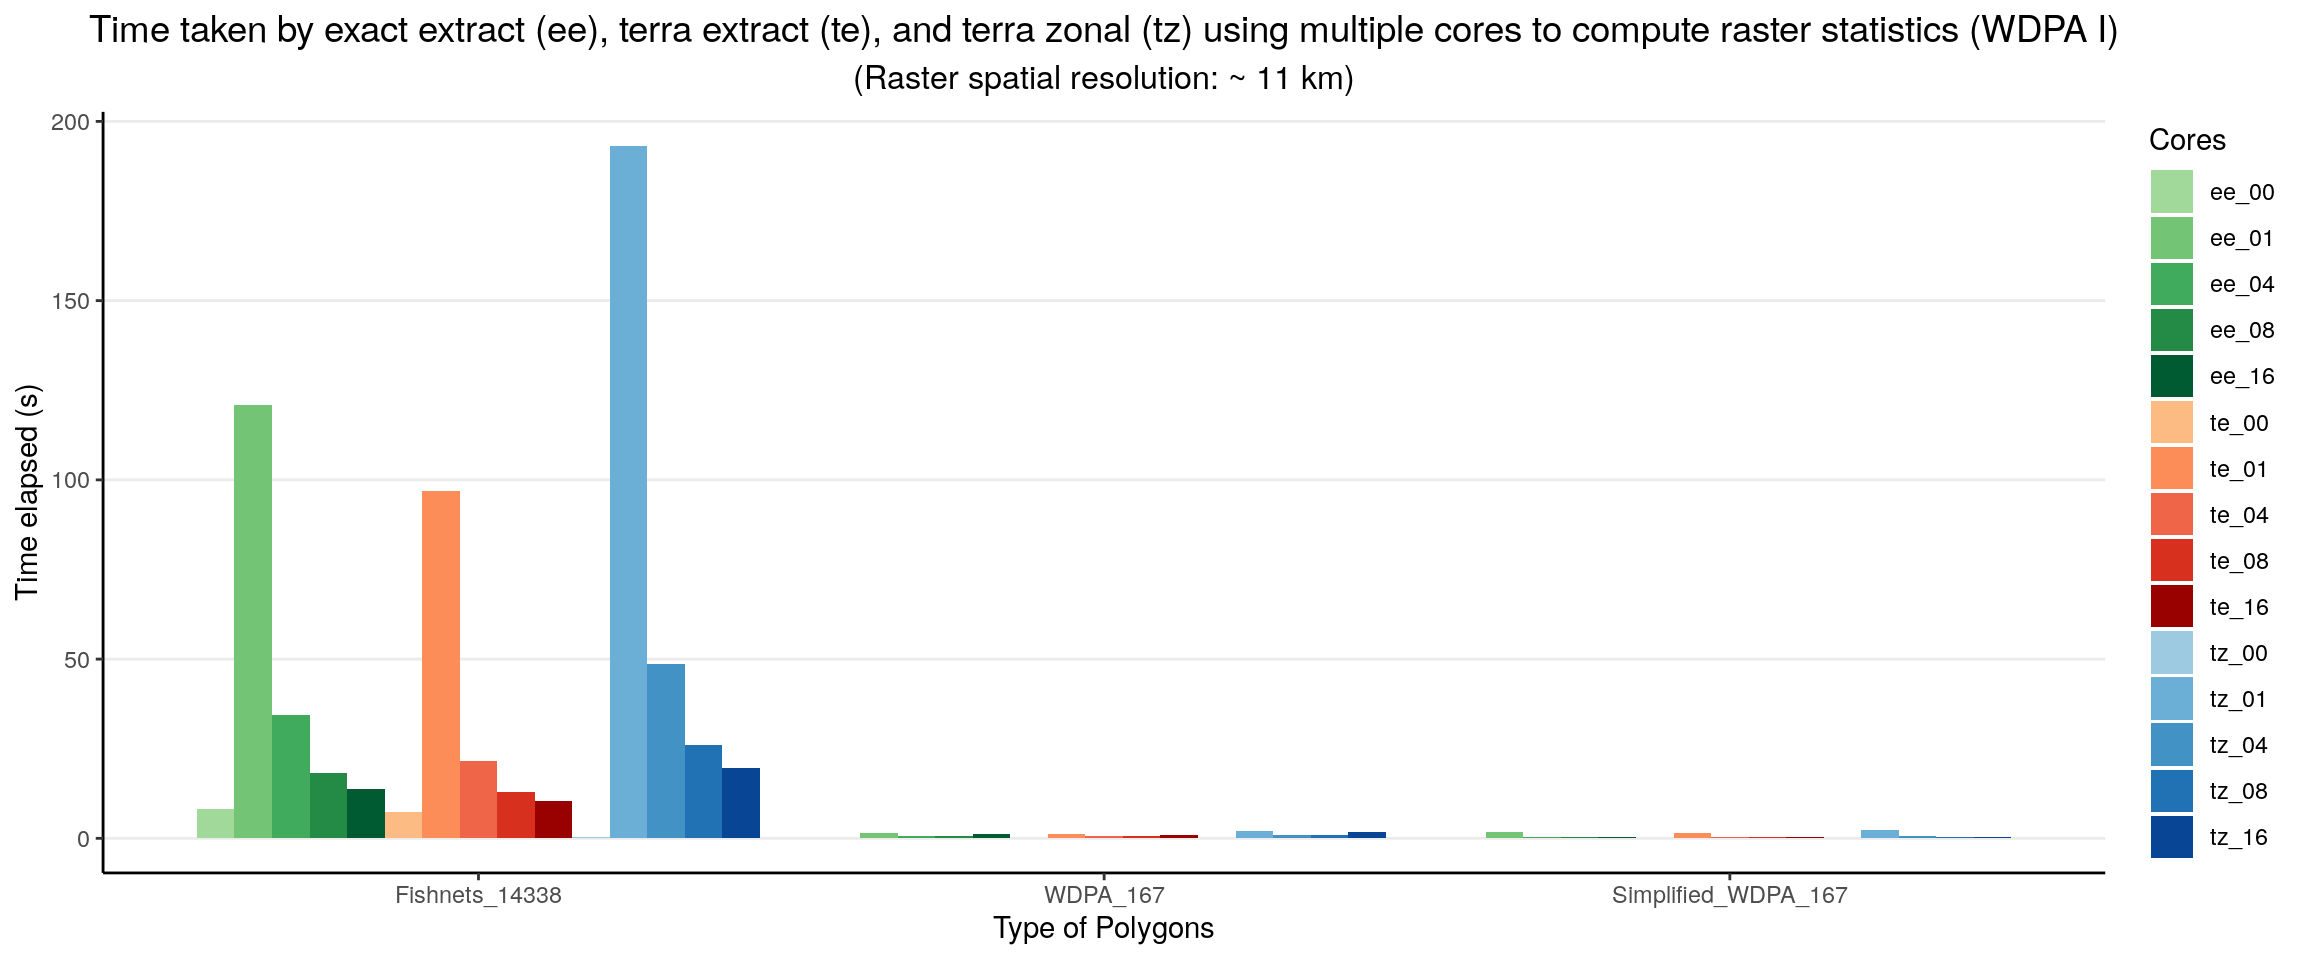 Time taken by exact extract (ee), terra extract (te), and terra zonal (tz) using multiple cores to compute raster statistics (WDPA I)
(Raster spatial resolution: ~ 11 km)
Time elapsed (s)
200
150
100
50
0
Fishnets_14338
WDPA_167
Simplified_WDPA_167
Type of Polygons
Cores
ee_00
ee_01
ee_04
ee_08
ee_16
te_00
te_01
te_04
te_08
te_16
tz_00
tz_01
tz_04
tz_08
tz_16